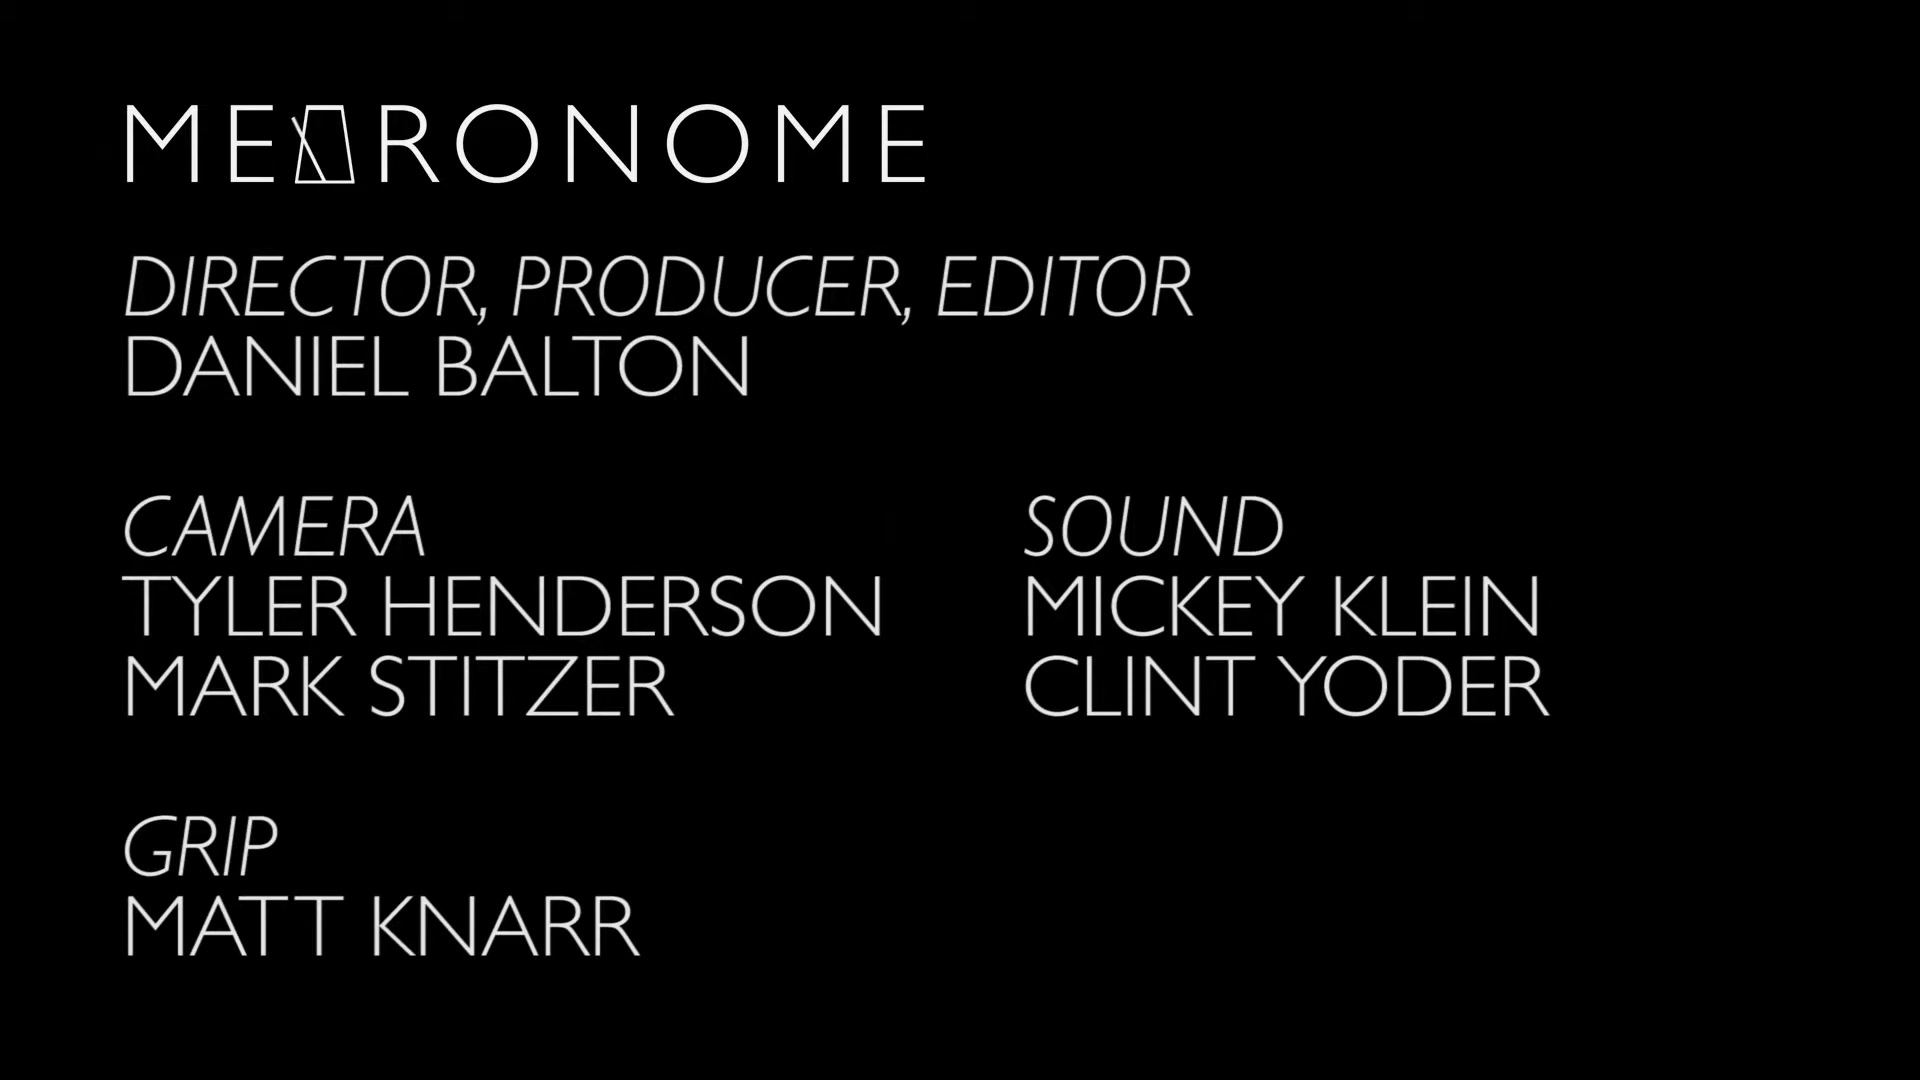 METRONOME
DIRECTOR, PRODUCER, EDITOR
DANIEL BALTON
CAMERA
TYLER HENDERSON
MARK STITZER
SOUND
MICKEY KLEIN
CLINT YODER
GRIP
MATT KNARR